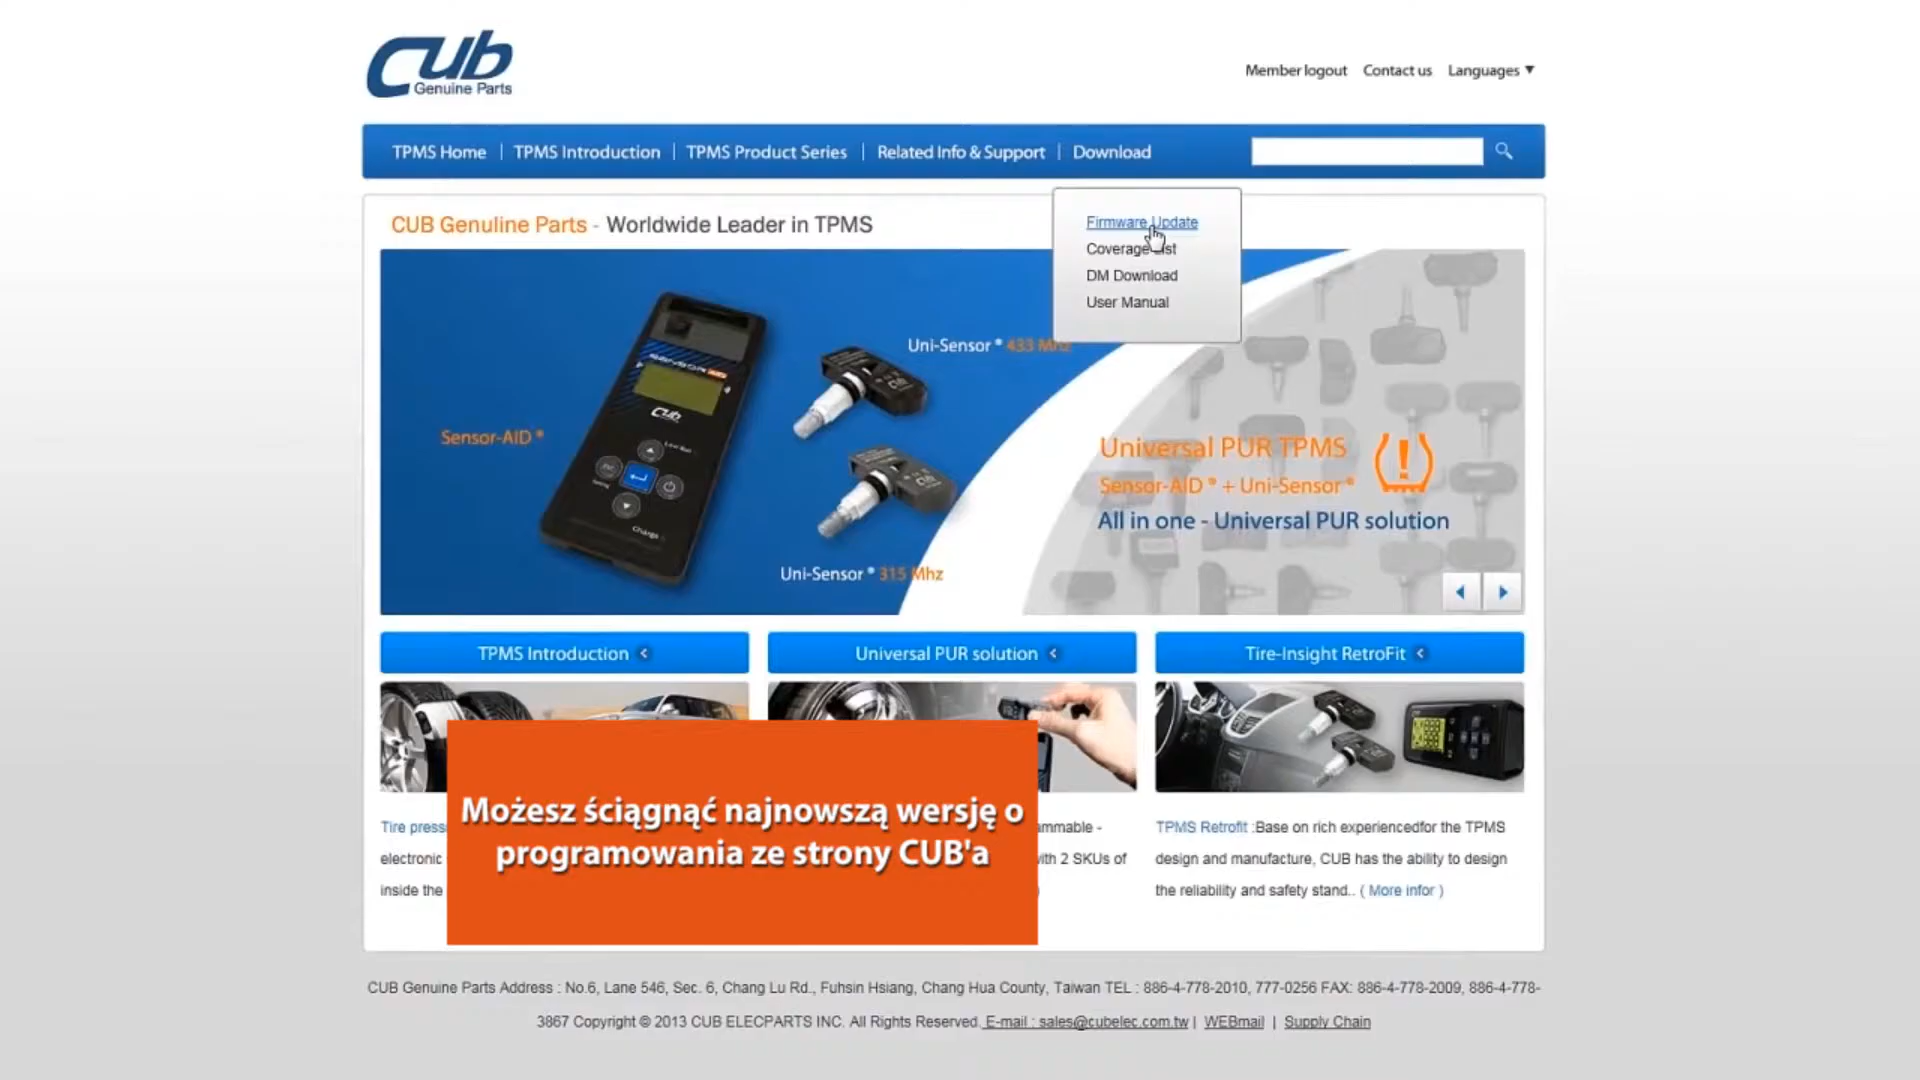 Cub
Genuine Parts
Member logout Contact us Languages ▼
TPMS Home | TPMS Introduction | TPMS Product Series | Related Info & Support | Download
CUB Genuline Parts - Worldwide Leader in TPMS
Firmware Update
Coverage List
DM Download
User Manual
Uni-Sensor ® 433 Mhz
Sensor-AID ®
Cub
Change
Uni-Sensor ® 315 Mhz
Universal PUR TPMS
Sensor-AID ® + Uni-Sensor ®
All in one - Universal PUR solution
TPMS Introduction
Universal PUR solution
Tire-Insight RetroFit
Możesz ściągnąć najnowszą wersję o
programowania ze strony CUB'a
Tire press
electronic
inside the
ammable -
with 2 SKUs of
)
TPMS Retrofit :Base on rich experiencedfor the TPMS
design and manufacture, CUB has the ability to design
the reliability and safety stand.. ( More infor )
CUB Genuine Parts Address : No.6, Lane 546, Sec. 6, Chang Lu Rd., Fuhsin Hsiang, Chang Hua County, Taiwan TEL : 886-4-778-2010, 777-0256 FAX: 886-4-778-2009, 886-4-778-
3867 Copyright © 2013 CUB ELECPARTS INC. All Rights Reserved. E-mail : sales@cubelec.com.tw | WEBmail | Supply Chain